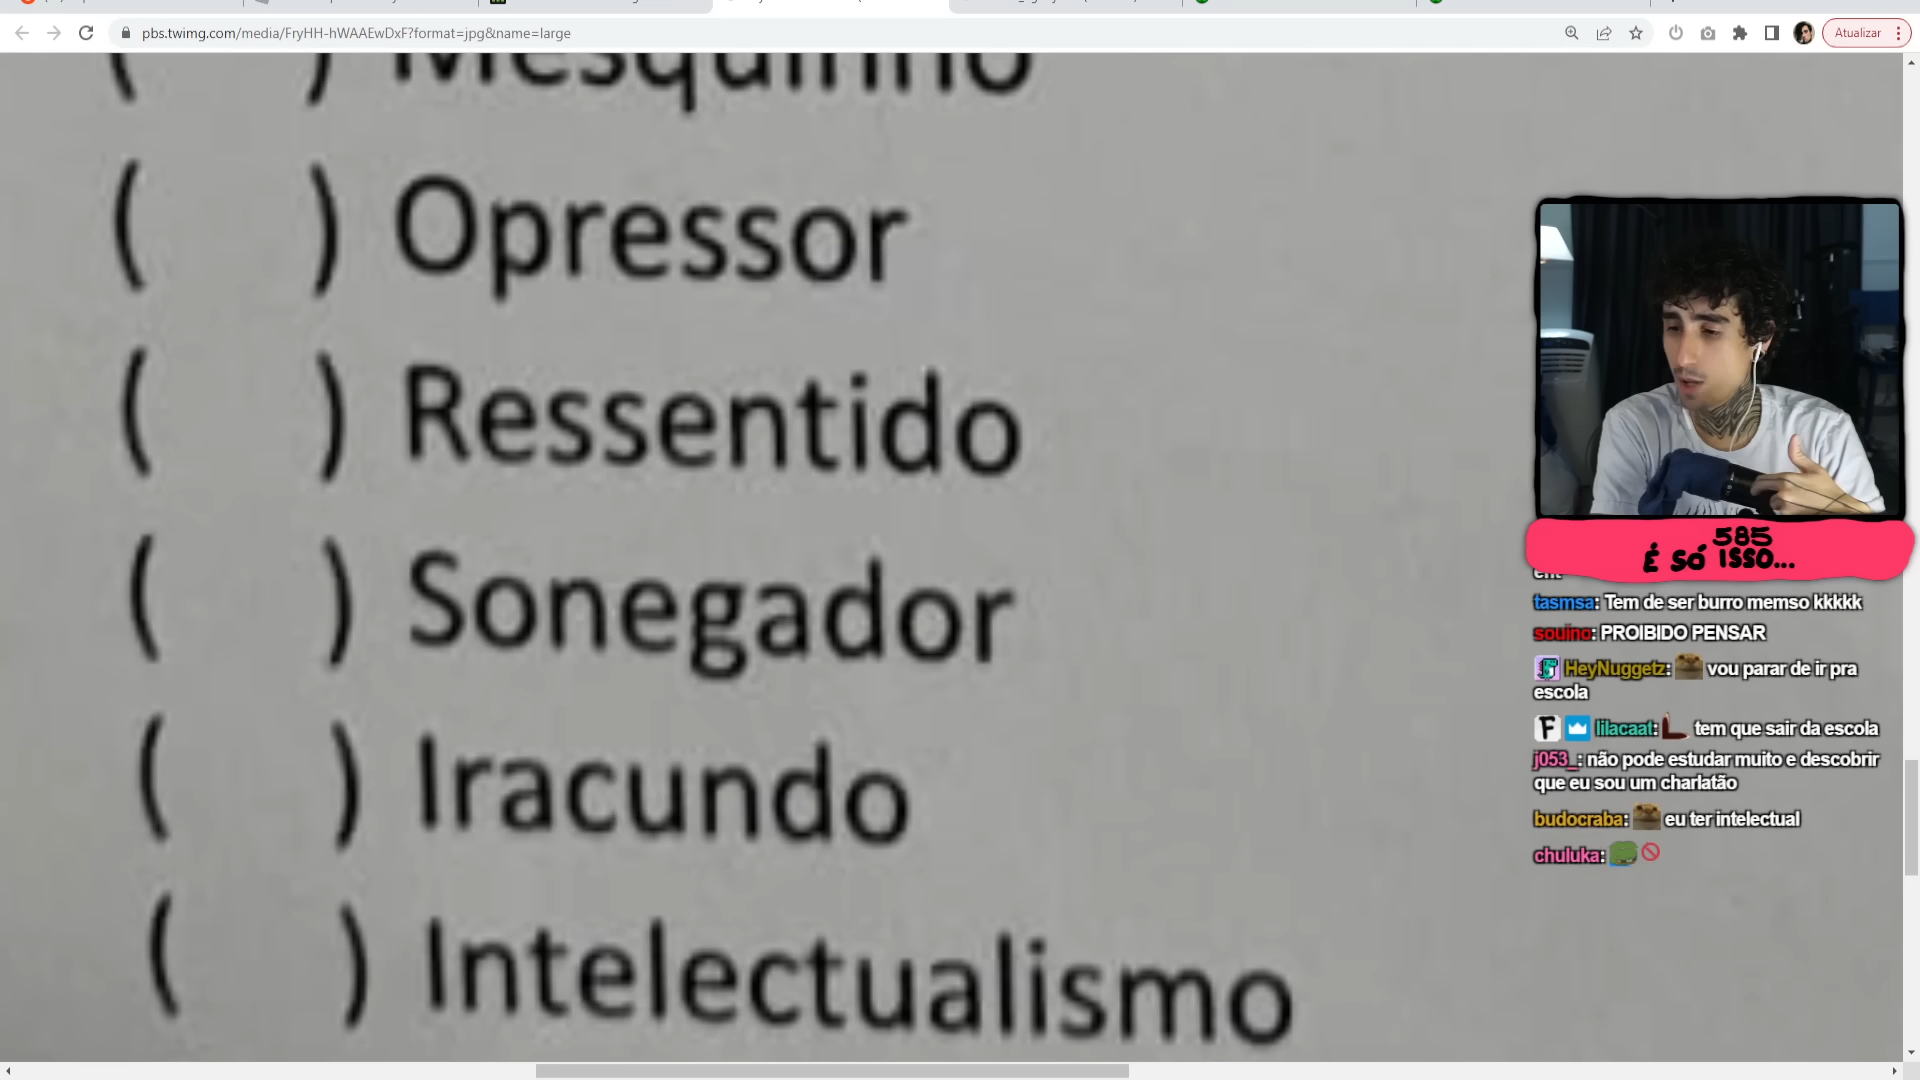 pbs.twimg.com/media/FryHH-hWAAEwDxF?format=jpg&name=large
Atualizar
( ) Mesquinho
( ) Opressor
( ) Ressentido
( ) Sonegador
( ) Iracundo
( ) Intelectualismo
585
É SÓ ISSO...
tasmsa: Tem de ser burro memso kkkkk
souino: PROIBIDO PENSAR
HeyNuggetz: vou parar de ir pra
escola
F lilacaat: tem que sair da escola
j053_: não pode estudar muito e descobrir
que eu sou um charlatão
budocraba: eu ter intelectual
chuluka: